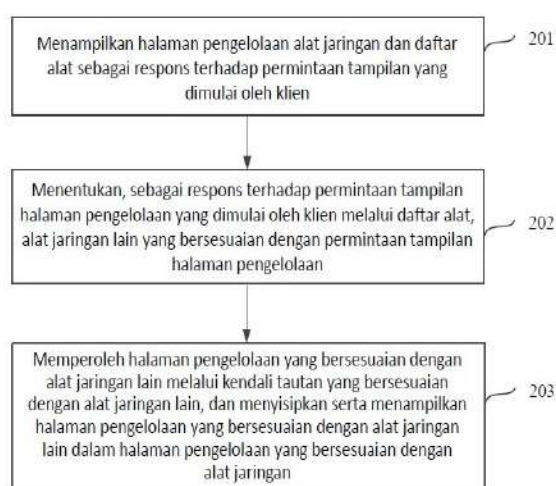 Menampilkan halaman pengelolaan alat jaringan dan daftar
alat sebagai respons terhadap permintaan tampilan yang
dimulai oleh klien
201
Menentukan, sebagai respons terhadap permintaan tampilan
halaman pengelolaan yang dimulai oleh klien melalui daftar alat,
alat jaringan lain yang bersesuaian dengan permintaan tampilan
halaman pengelolaan
202
Memperoleh halaman pengelolaan yang bersesuaian dengan
alat jaringan lain melalui kendali tautan yang bersesuaian
dengan alat jaringan lain, dan menyisipkan serta menampilkan
halaman pengelolaan yang bersesuaian dengan alat jaringan
lain dalam halaman pengelolaan yang bersesuaian dengan
alat jaringan
203